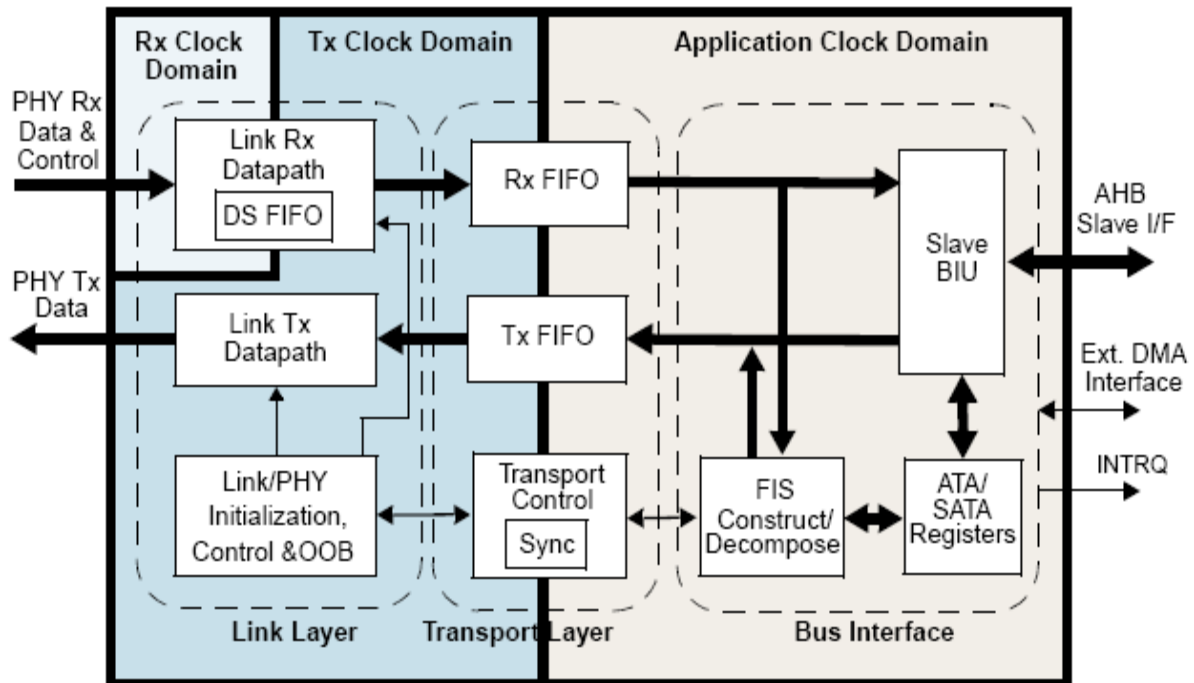 Rx Clock
Domain
Tx Clock Domain
Application Clock Domain
PHY Rx
Data &
Control
Link Rx
Datapath
DS FIFO
Rx FIFO
Slave
BIU
AHB
Slave I/F
PHY Tx
Data
Link Tx
Datapath
Tx FIFO
Ext. DMA
Interface
Link/PHY
Initialization,
Control &OOB
Transport
Control
Sync
FIS
Construct/
Decompose
ATA/
SATA
Registers
INTRQ
Link Layer
Transport Layer
Bus Interface